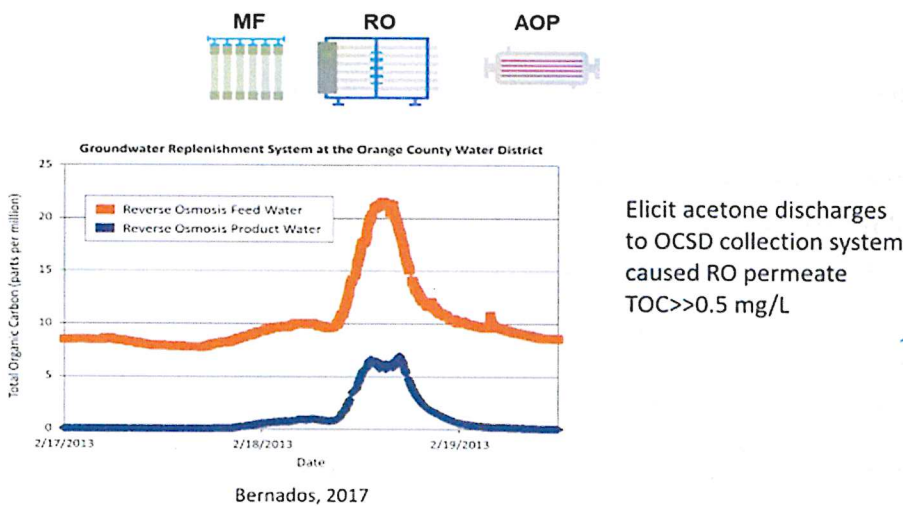 MF RO AOP
Groundwater Replenishment System at the Orange County Water District
Total Organic Carbon (parts per million)
25
20
15
10
5
0
Reverse Osmosis Feed Water
Reverse Osmosis Product Water
2/17/2013 2/18/2013 2/19/2013
Date
Bernados, 2017
Elicit acetone discharges
to OCSD collection system
caused RO permeate
TOC>>0.5 mg/L